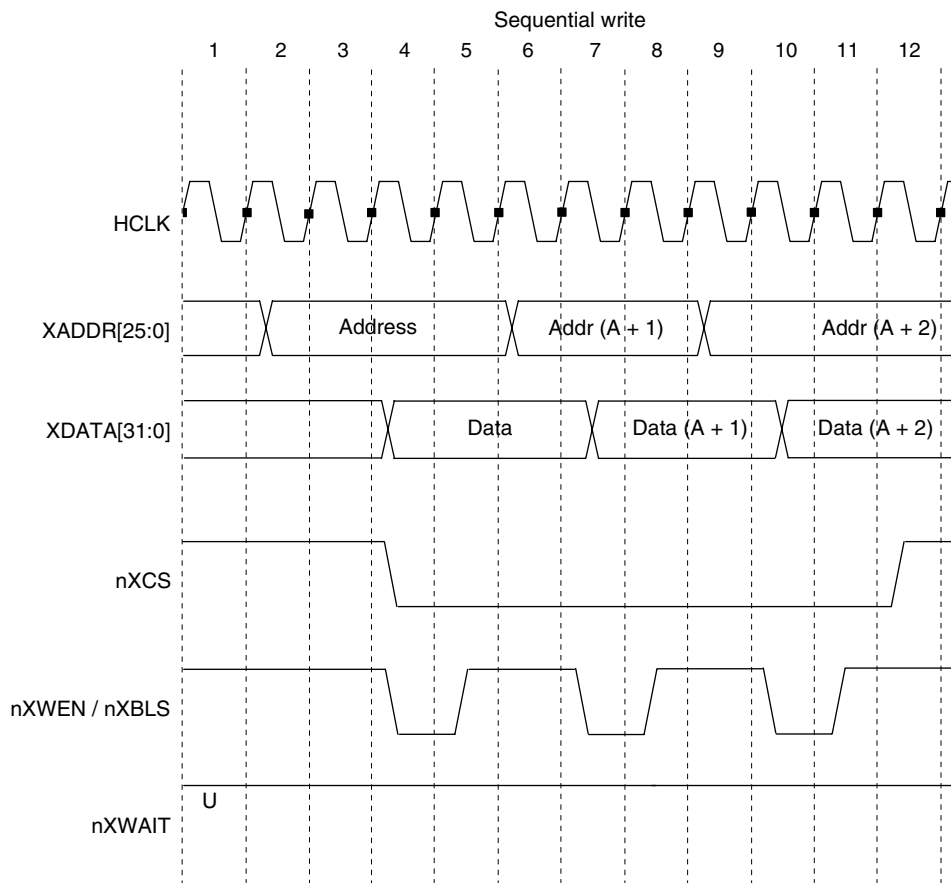 Sequential write
1 2 3 4 5 6 7 8 9 10 11 12
HCLK
XADDR[25:0] Address Addr (A + 1) Addr (A + 2)
XDATA[31:0] Data Data (A + 1) Data (A + 2)
nXCS
nXWEN / nXBLS
U
nXWAIT